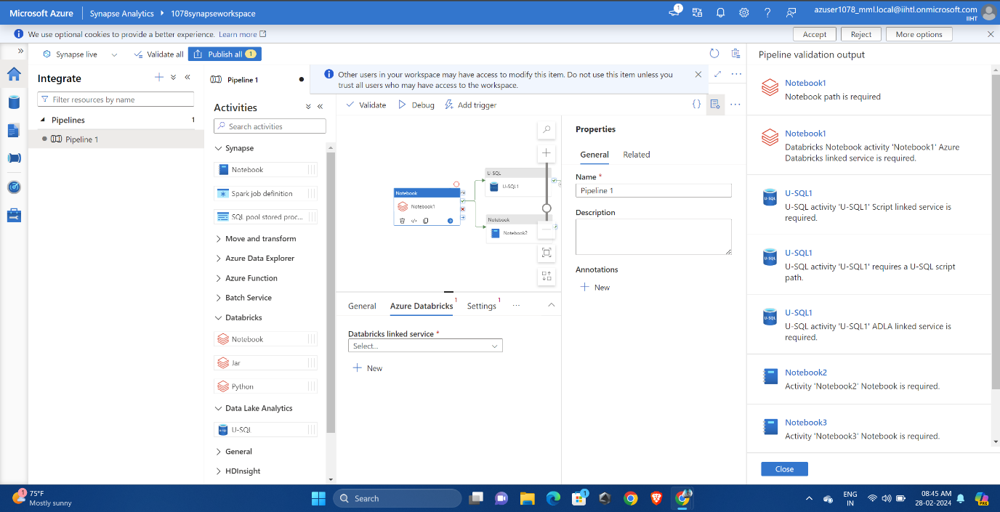 Microsoft Azure
Synapse Analytics
1078synapseworkspace
1
azuser1078_mml.local@iihtl.onmicrosoft.com
IIHT
We use optional cookies to provide a better experience. Learn more
Accept
Reject
More options
Synapse live
Validate all
Publish all 1
Integrate
Filter resources by name
Pipelines
1
Pipeline 1
Pipeline 1
Other users in your workspace may have access to modify this item. Do not use this item unless you
trust all users who may have access to the workspace.
Activities
Search activities
Synapse
Notebook
Spark job definition
SQL pool stored proc...
Move and transform
Azure Data Explorer
Azure Function
Batch Service
Databricks
Notebook
Jar
Python
Data Lake Analytics
U-SQL
General
HDInsight
Validate
Debug
Add trigger
{}
Notebook
Notebook1
U-SQL
U-SQL1
Notebook
Notebook2
General
Azure Databricks 1
Settings 1
Databricks linked service *
Select...
New
Properties
General
Related
Name *
Pipeline 1
Description
Annotations
New
Pipeline validation output
Notebook1
Notebook path is required
Notebook1
Databricks Notebook activity 'Notebook1' Azure
Databricks linked service is required.
U-SQL1
U-SQL activity 'U-SQL1' Script linked service is
required.
U-SQL1
U-SQL activity 'U-SQL1' requires a U-SQL script
path.
U-SQL1
U-SQL activity 'U-SQL1' ADLA linked service is
required.
Notebook2
Activity 'Notebook2' Notebook is required.
Notebook3
Activity 'Notebook3' Notebook is required.
Close
1
75°F
Mostly sunny
Search
1
ENG
IN
08:45 AM
28-02-2024
PRE